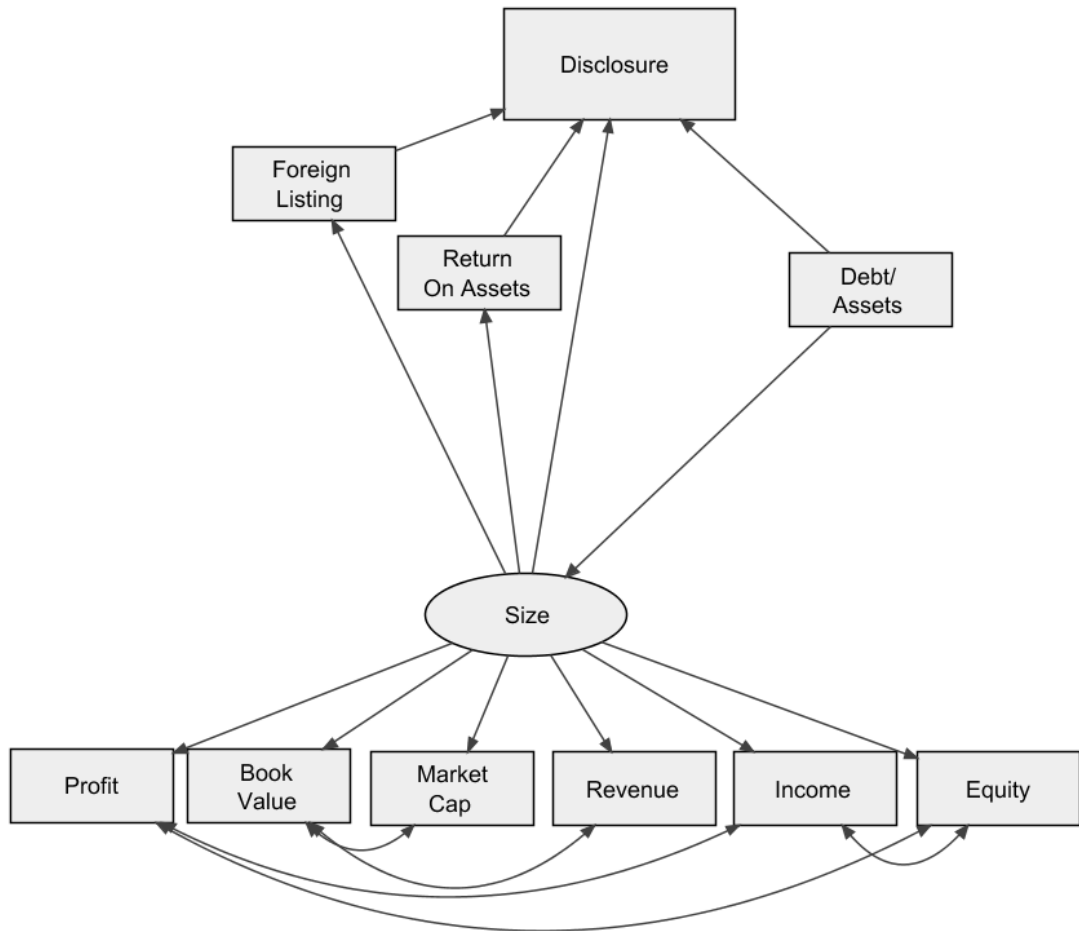 Disclosure
Foreign
Listing
Return
On Assets
Debt/
Assets
Size
Profit
Book
Value
Market
Cap
Revenue
Income
Equity